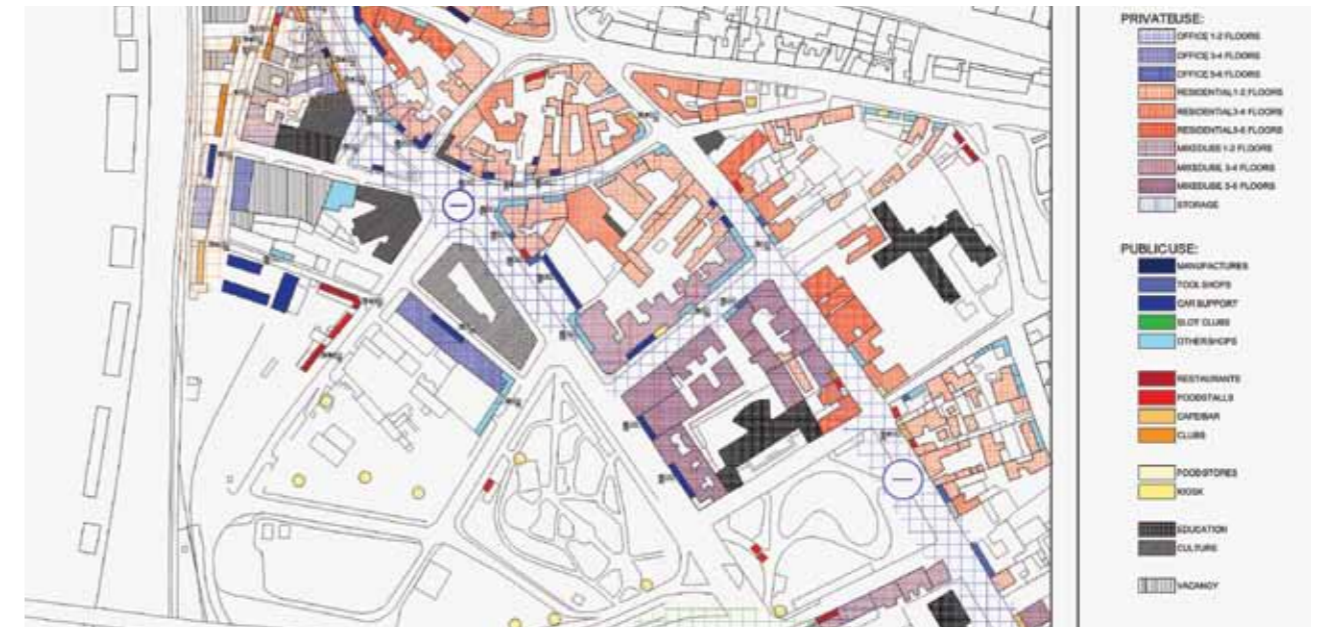 PRIVATEUSE:
OFFICE 1-2 FLOORS
OFFICE 3-4 FLOORS
OFFICE 5-6 FLOORS
RESIDENTIAL 1-2 FLOORS
RESIDENTIAL 3-4 FLOORS
RESIDENTIAL 5-6 FLOORS
MIXEDUSE 1-2 FLOORS
MIXEDUSE 3-4 FLOORS
MIXEDUSE 5-6 FLOORS
STORAGE
PUBLICUSE:
MANUFACTURES
TOOL SHOPS
CAR SUPPORT
SLOT CLUBS
OTHERSHOPS
RESTAURANTS
FOODSTALLS
CAFE/BAR
CLUBS
FOODSTORES
KIOSK
EDUCATION
CULTURE
VACANCY